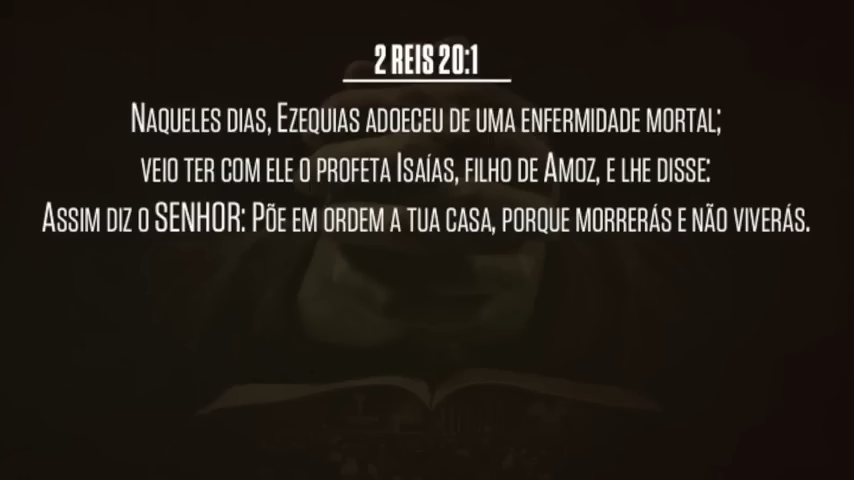 2 REIS 20:1
NAQUELES DIAS, EZEQUIAS ADOECEU DE UMA ENFERMIDADE MORTAL;
VEIO TER COM ELE O PROFETA ISAÍAS, FILHO DE AMOZ, E LHE DISSE:
ASSIM DIZ O SENHOR: PÕE EM ORDEM A TUA CASA, PORQUE MORRERÁS E NÃO VIVERÁS.